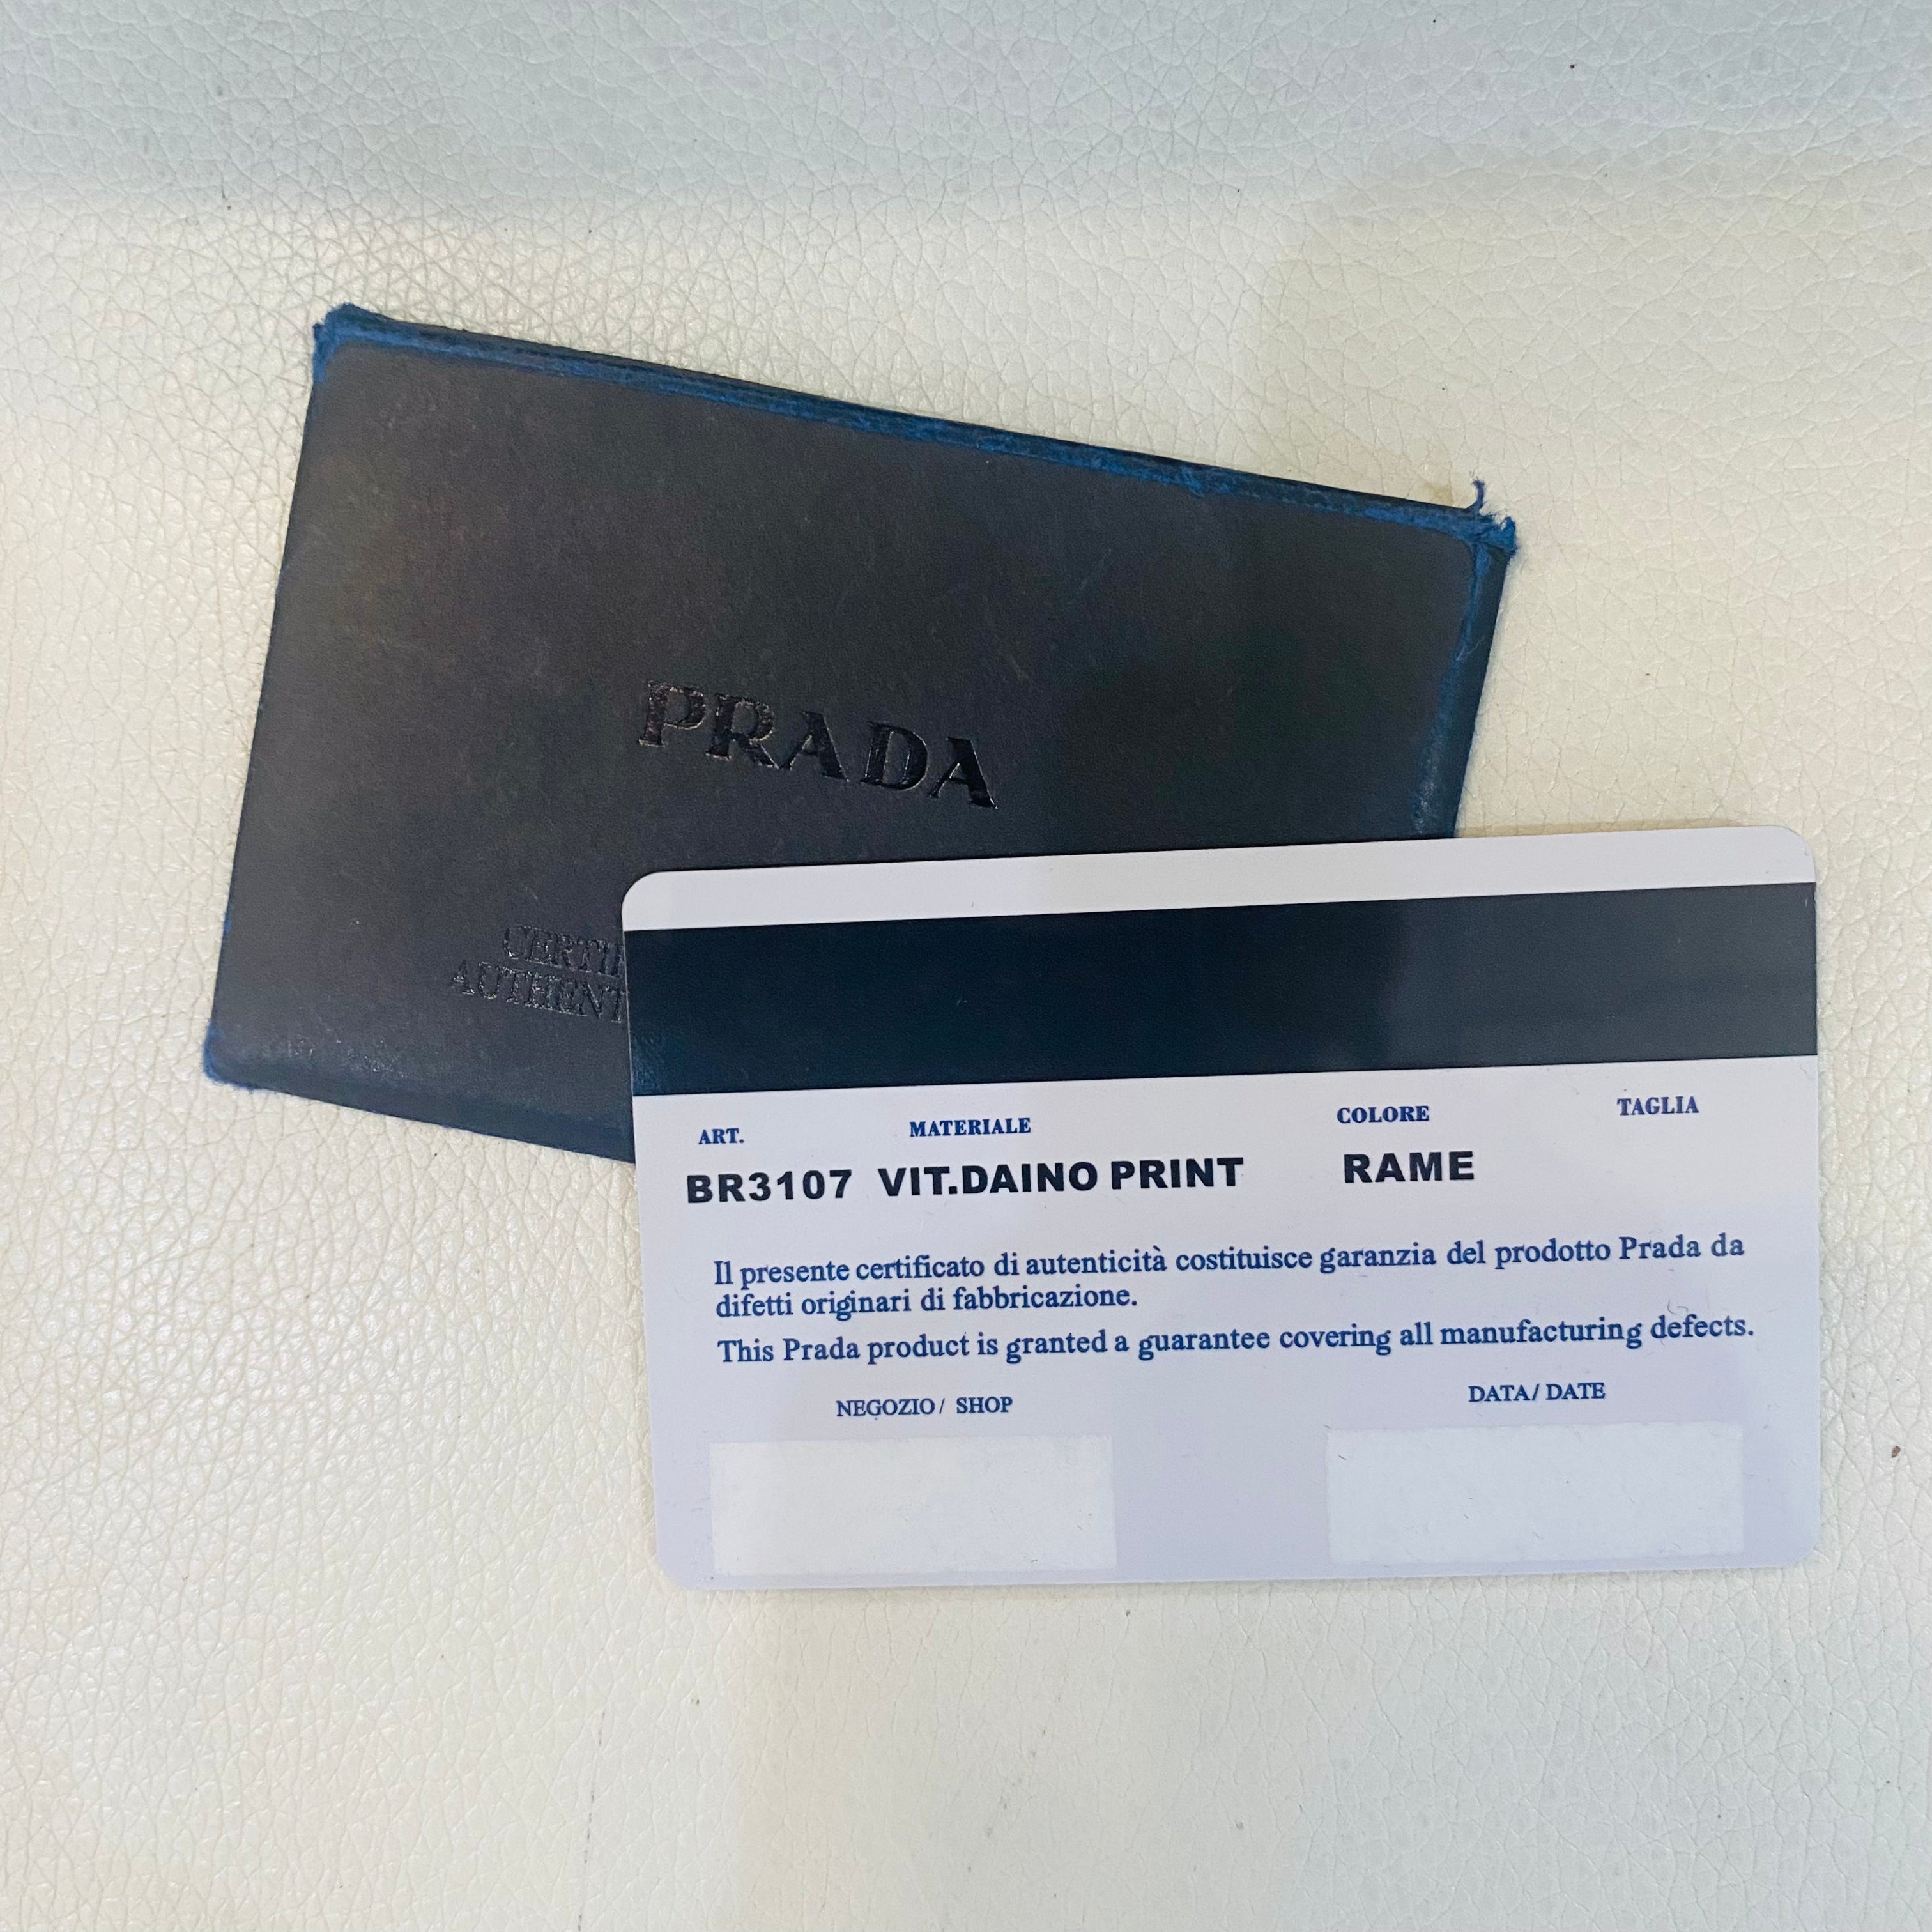 PRADA
ART. MATERIALE COLORE TAGLIA
BR3107 VIT.DAINO PRINT RAME
Il presente certificato di autenticità costituisce garanzia del prodotto Prada da
difetti originari di fabbricazione.
This Prada product is granted a guarantee covering all manufacturing defects.
NEGOZIO / SHOP DATA/ DATE